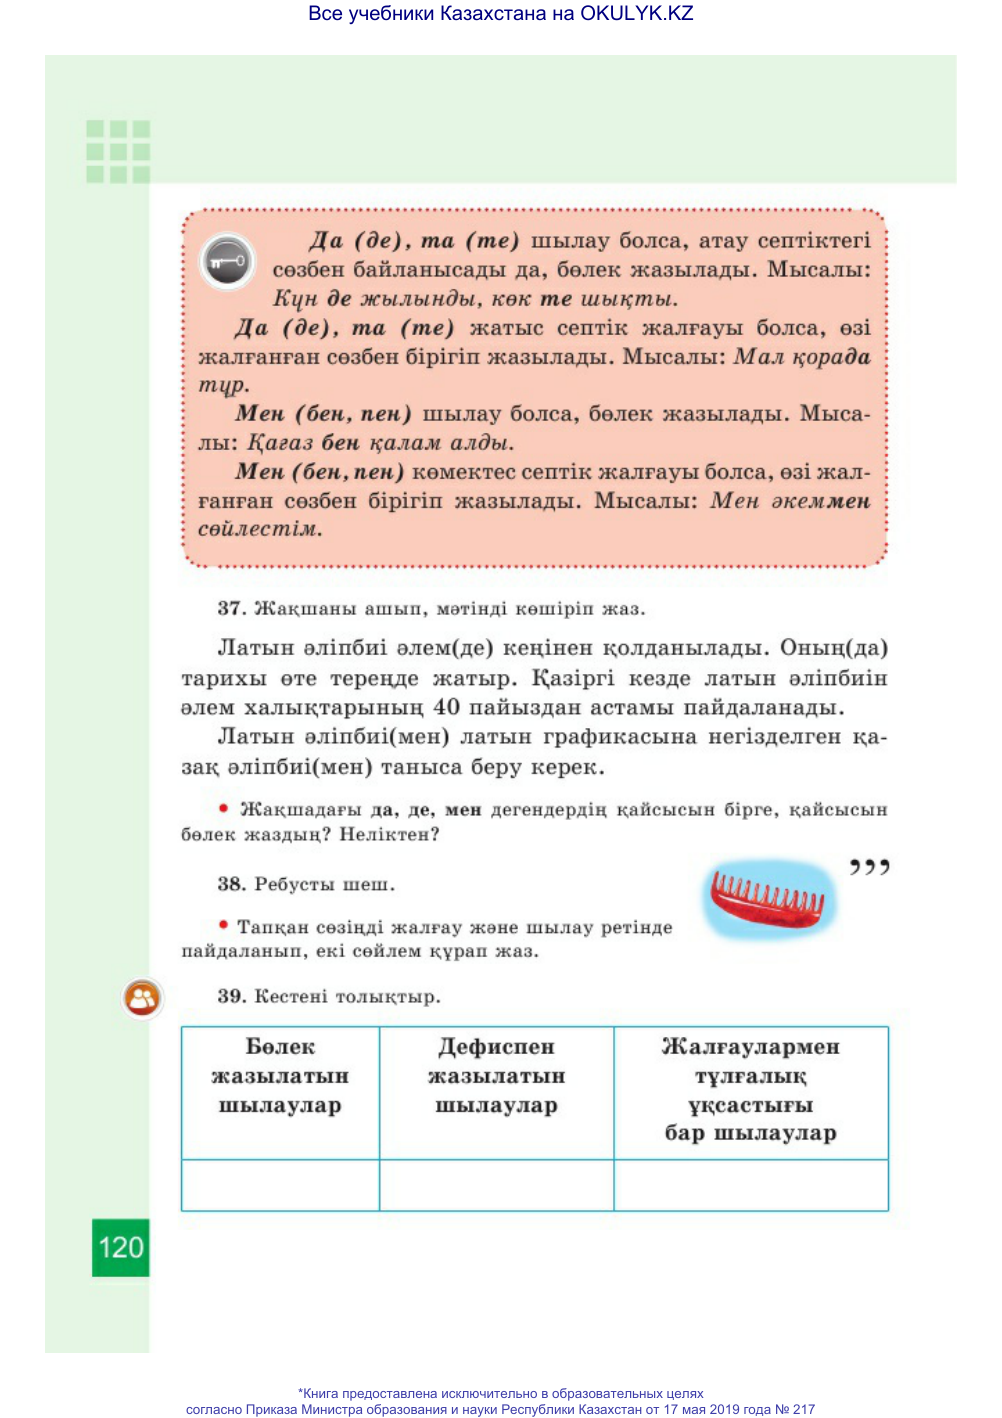 Все учебники Казахстана на OKULYK.KZ
Да (де), та (те) шылау болса, атау септіктегі
сөзбен байланысады да, бөлек жазылады. Мысалы:
Күн де жылынды, көк те шықты.
Да (де), та (те) жатыс септік жалғауы болса, өзі
жалғанған сөзбен бірігіп жазылады. Мысалы: Мал қорада
тұр.
Мен (бен, пен) шылау болса, бөлек жазылады. Мыса-
лы: Қағаз бен қалам алды.
Мен (бен, пен) көмектес септік жалғауы болса, өзі жал-
ғанған сөзбен бірігіп жазылады. Мысалы: Мен әкеммен
сөйлестім.
37. Жақшаны ашып, мәтінді көшіріп жаз.
Латын әліпбиі әлем(де) кеңінен қолданылады. Оның(да)
тарихы өте тереңде жатыр. Қазіргі кезде латын әліпбиін
әлем халықтарының 40 пайыздан астамы пайдаланады.
Латын әліпбиі(мен) латын графикасына негізделген қа-
зақ әліпбиі(мен) таныса беру керек.
• Жақшадағы да, де, мен дегендердің қайсысын бірге, қайсысын
бөлек жаздың? Неліктен?
38. Ребусты шеш.
,,,
• Тапқан сөзіңді жалғау және шылау ретінде
пайдаланып, екі сөйлем құрап жаз.
39. Кестені толықтыр.
Бөлек
жазылатын
шылаулар
Дефиспен
жазылатын
шылаулар
Жалғаулармен
тұлғалық
ұқсастығы
бар шылаулар
120
*Книга предоставлена исключительно в образовательных целях
согласно Приказа Министра образования и науки Республики Казахстан от 17 мая 2019 года № 217